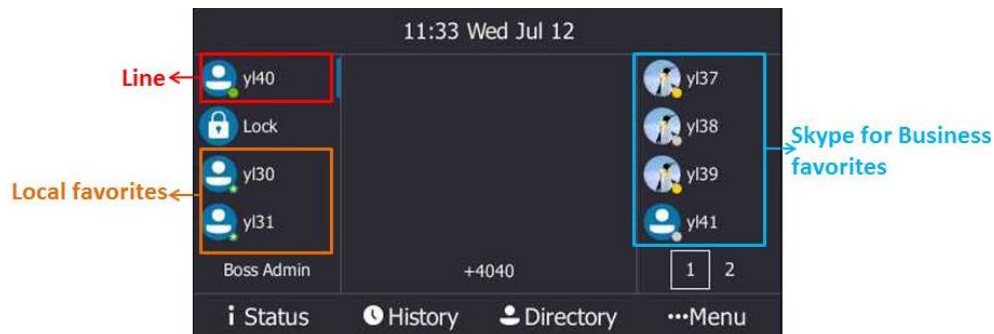 11:33 Wed Jul 12
Line
yl40
Lock
Local favorites
yl30
yl31
Boss Admin
+4040
yl37
yl38
yl39
yl41
Skype for Business
favorites
1 2
i Status History Directory •••Menu